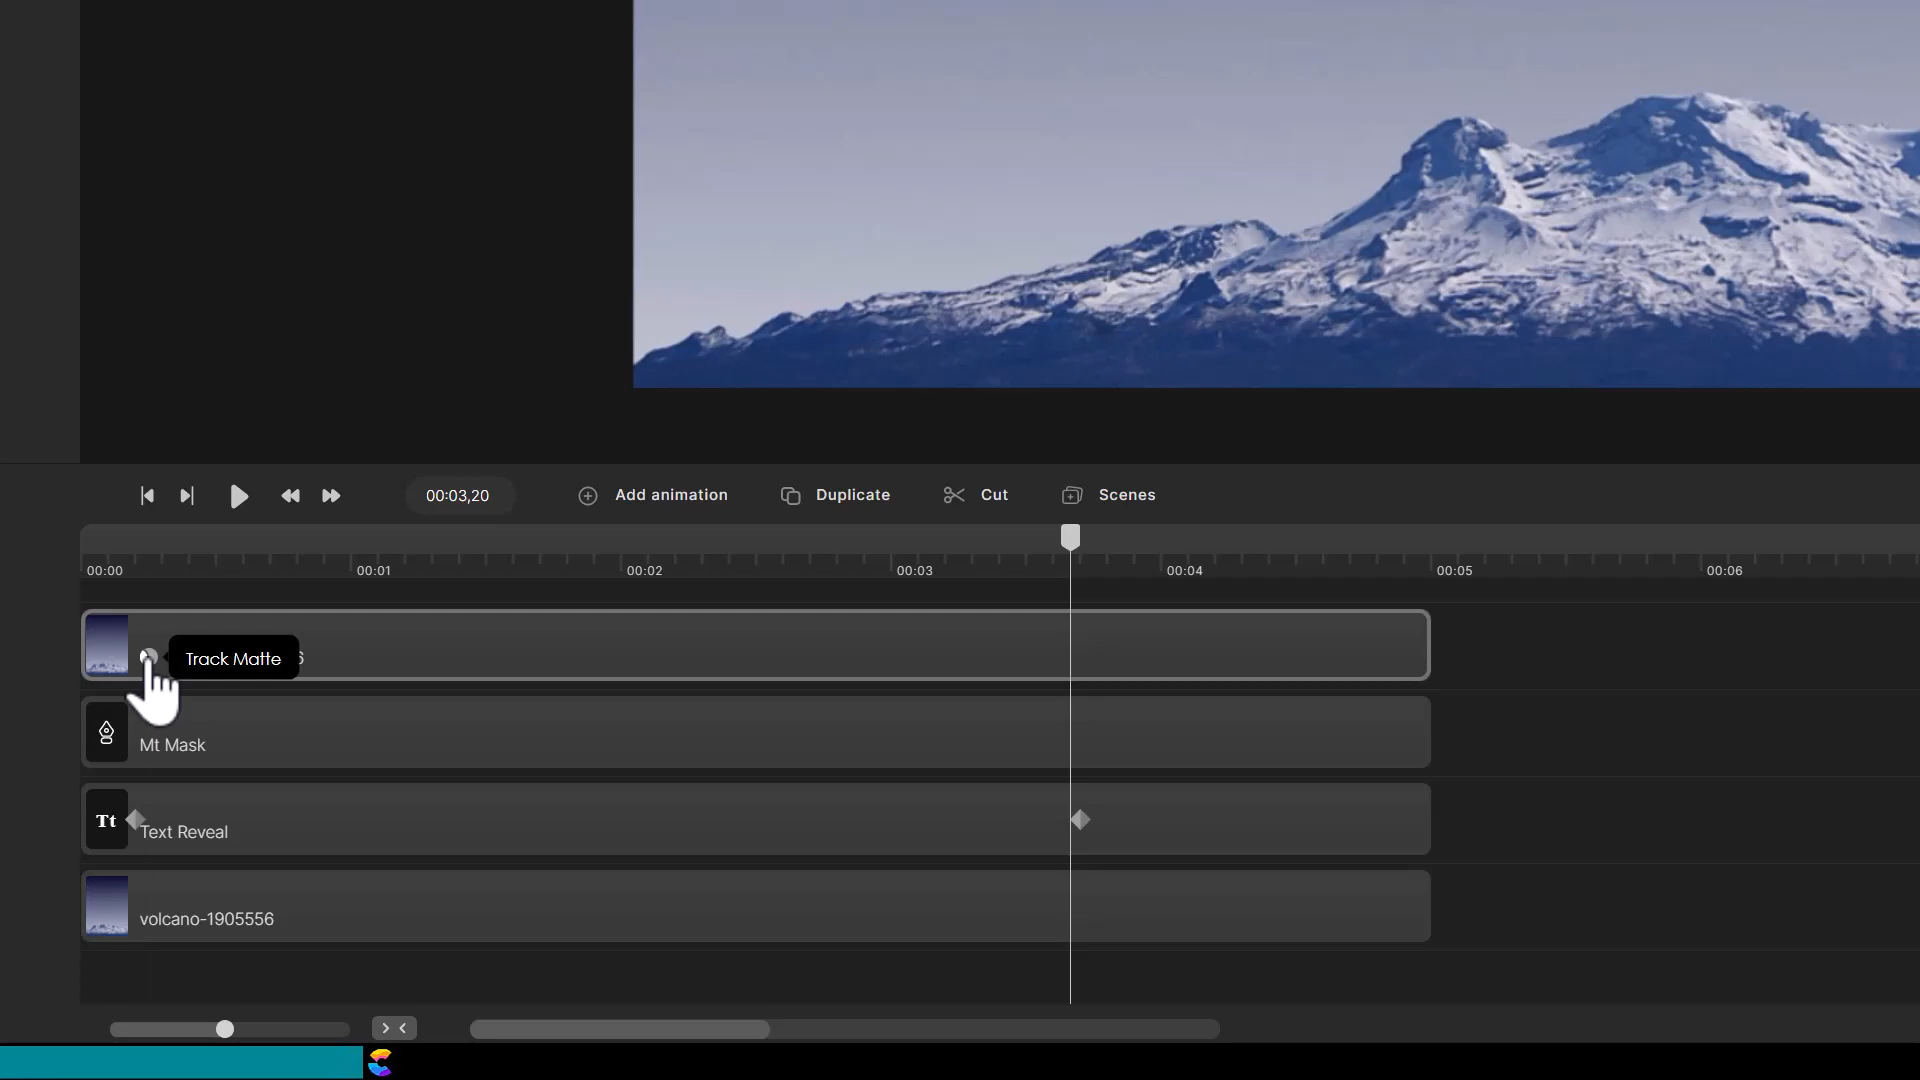 00:03,20
Add animation
Duplicate
Cut
Scenes
00:00
00:01
00:02
00:03
00:04
00:05
00:06
Track Matte
6
Mt Mask
Tt
Text Reveal
volcano-1905556